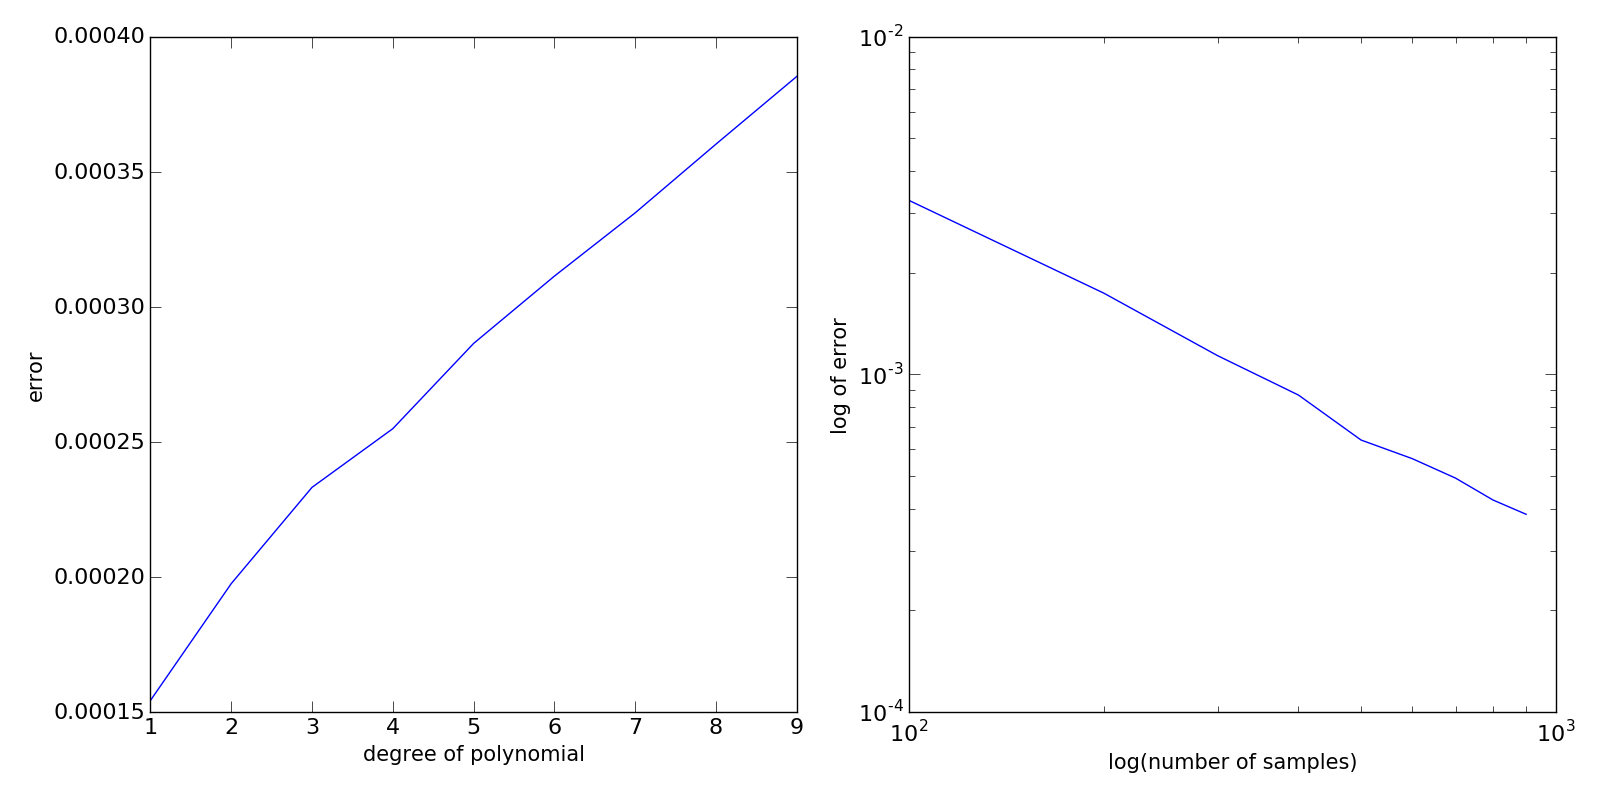 0.00040
0.00035
0.00030
0.00025
0.00020
0.00015
error
1 2 3 4 5 6 7 8 9
degree of polynomial
10^-2
10^-3
10^-4
log of error
10^2 10^3
log(number of samples)